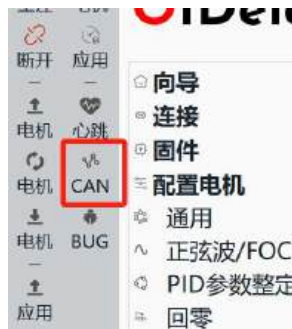 断开 应用
电机 心跳
电机 CAN
电机 BUG
应用
向导
连接
固件
配置电机
通用
正弦波/FOC
PID参数整定
回零